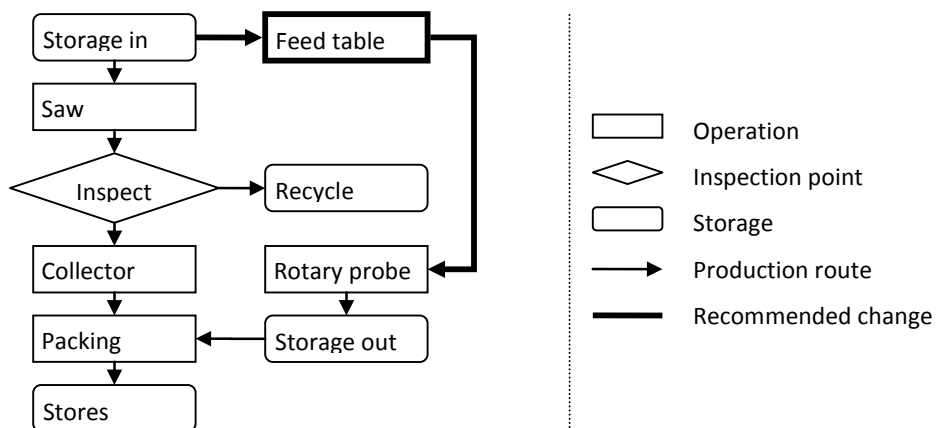 Storage in
Feed table
Saw
Inspect
Recycle
Collector
Rotary probe
Packing
Storage out
Stores
Operation
Inspection point
Storage
Production route
Recommended change